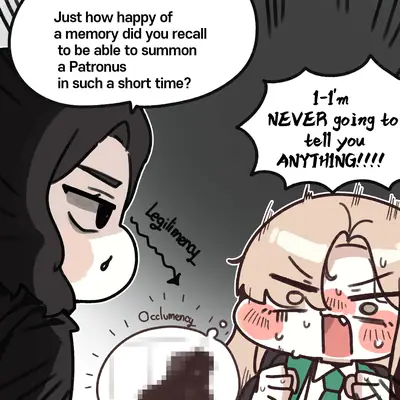 Just how happy of
a memory did you recall
to be able to summon
a Patronus
in such a short time?
I-I'm
NEVER going to
tell you
ANYTHING!!!!
Legilimency
Occlumency